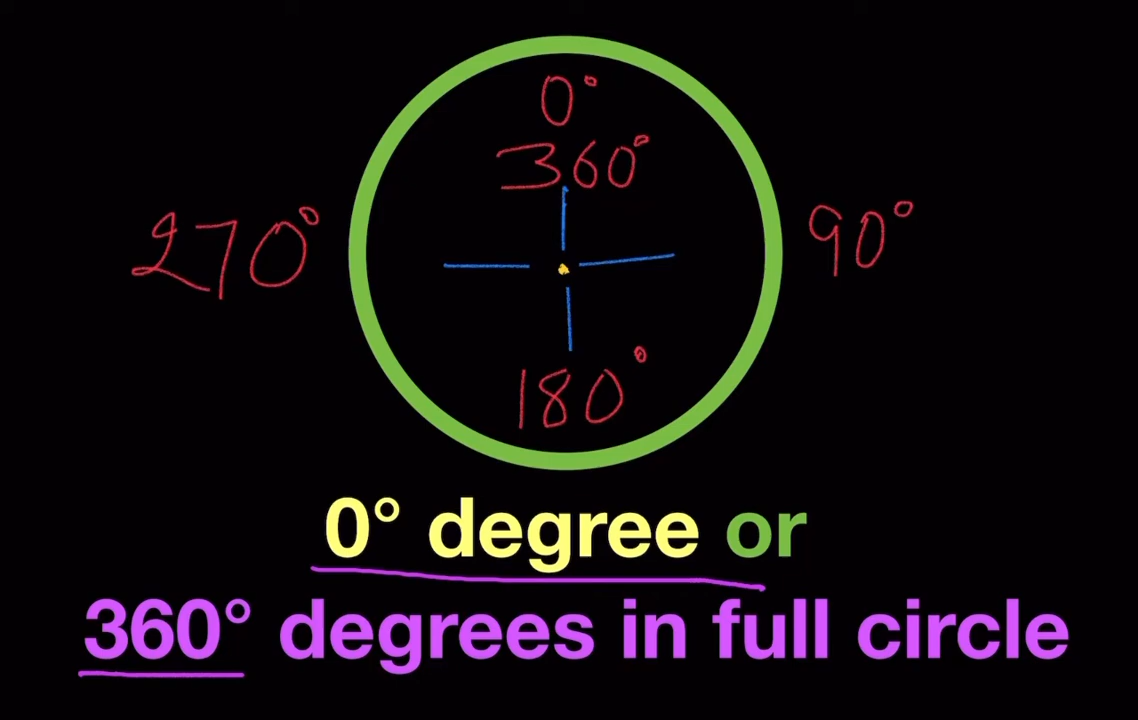 0°
360°
270°
90°
180°
0° degree or
360° degrees in full circle